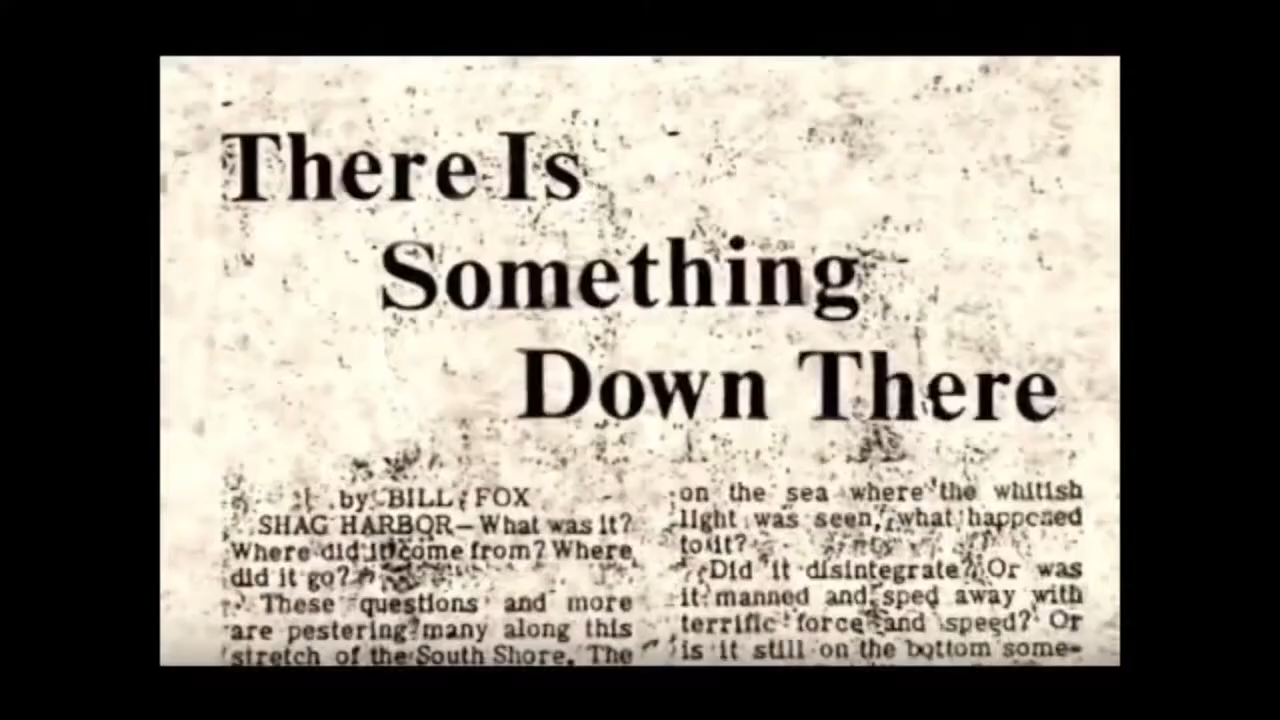 There Is
Something
Down There
by BILL FOX
SHAG HARBOR— What was it?
Where did it come from? Where
did it go?
These questions and more
are pestering many along this
stretch of the South Shore. The
on the sea where the whitish
light was seen, what happened
to it?
Did it disintegrate? Or was
it manned and sped away with
terrific force and speed? Or
is it still on the bottom some-